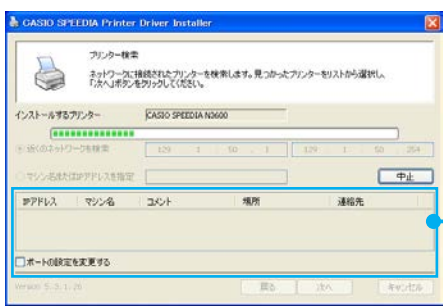 CASIO SPEEDIA Printer Driver Installer
プリンター検索
ネットワークに接続されたプリンターを検索します。見つかったプリンターをリストから選択し、
「次へ」ボタンをクリックしてください。
インストールするプリンター CASIO SPEEDIA N3600
近くのネットワークを検索 129 . 1 . 50 . 1 129 . 1 . 50 . 254
マシン名またはIPアドレスを指定 中止
IPアドレス マシン名 コメント 場所 連絡先
ポートの設定を変更する
Version 5.3.1.26 戻る 次へ キャンセル